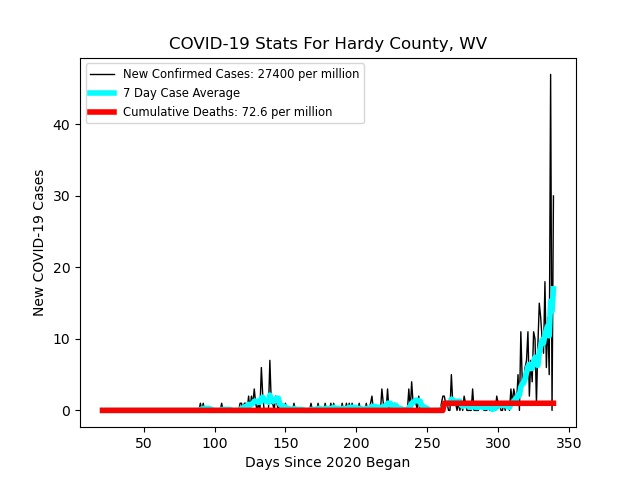 COVID-19 Stats For Hardy County, WV
New Confirmed Cases: 27400 per million
7 Day Case Average
Cumulative Deaths: 72.6 per million
New COVID-19 Cases
40
30
20
10
0
50 100 150 200 250 300 350
Days Since 2020 Began